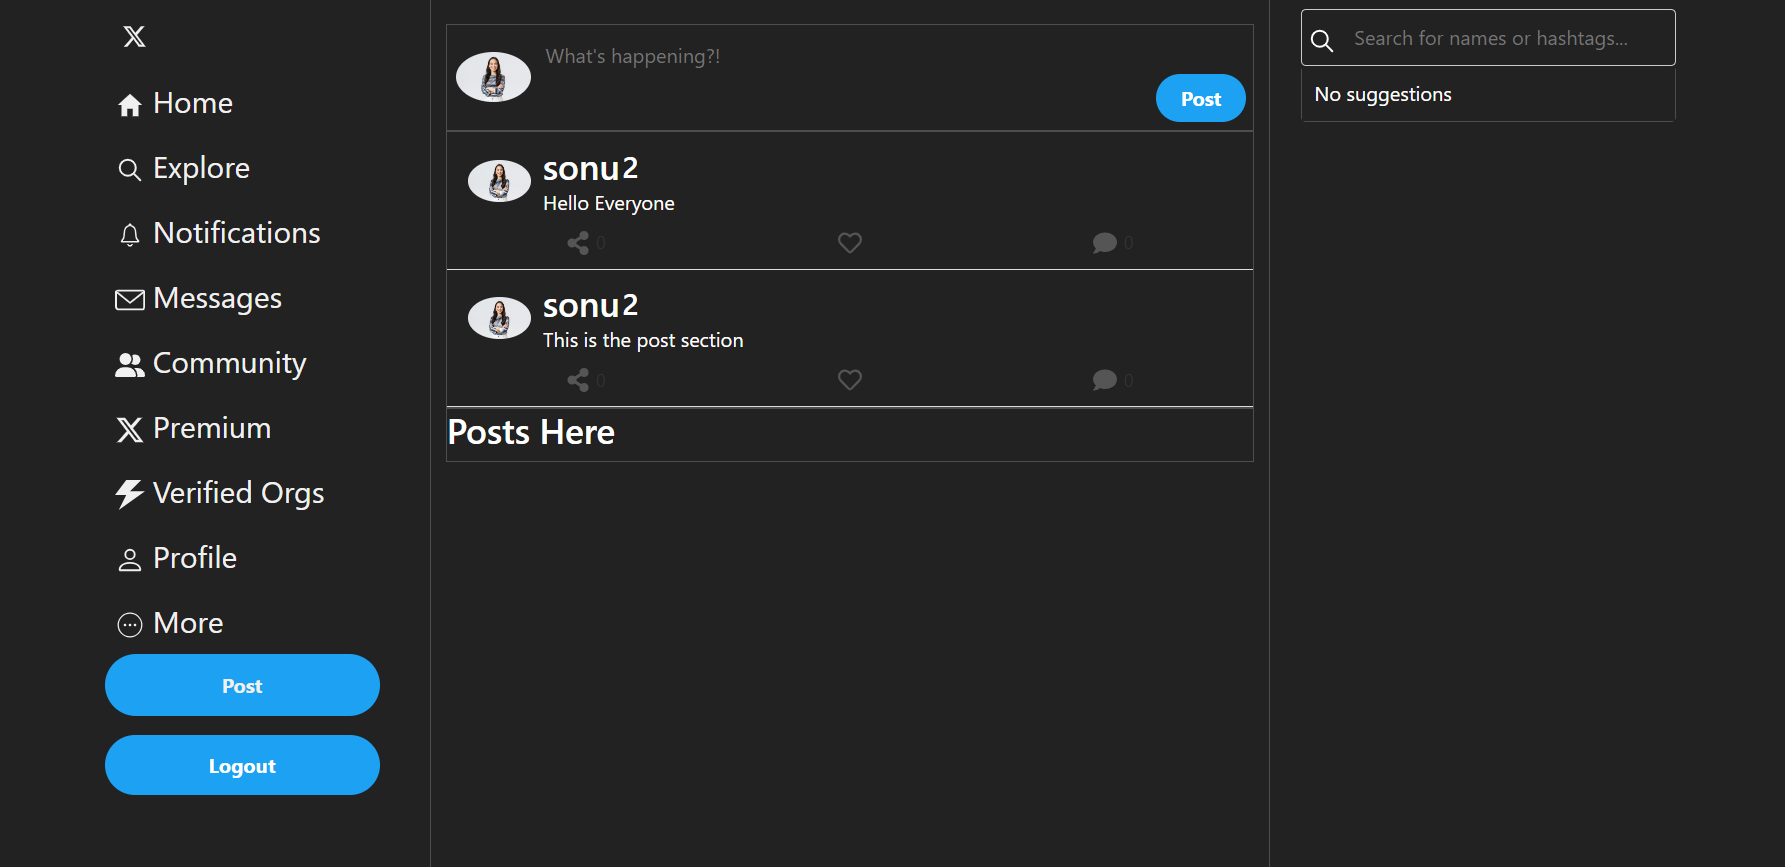 Home
Explore
Notifications
Messages
Community
Premium
Verified Orgs
Profile
More
Post
Logout
What's happening?!
Post
sonu2
Hello Everyone
0
0
sonu2
This is the post section
0
0
Posts Here
Search for names or hashtags...
No suggestions